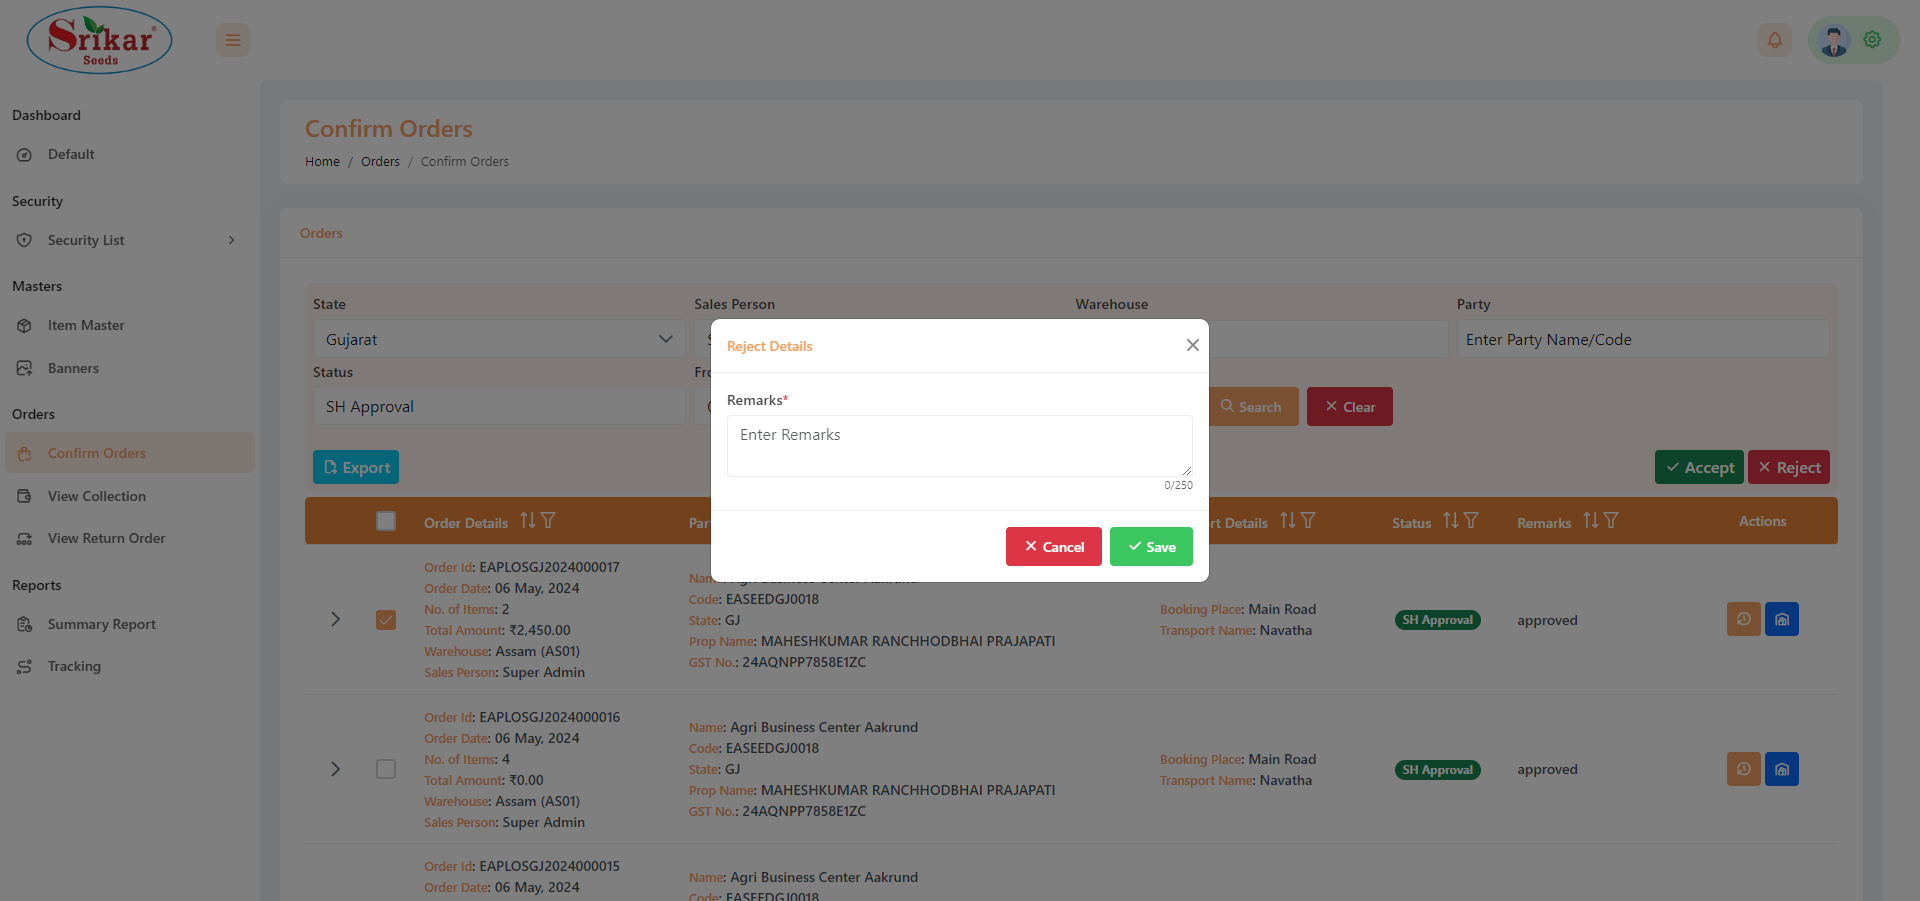 Srikar
Seeds
Dashboard
Default
Security
Security List
Masters
Item Master
Banners
Orders
Confirm Orders
View Collection
View Return Order
Reports
Summary Report
Tracking
Confirm Orders
Home / Orders / Confirm Orders
Orders
State
Sales Person
Warehouse
Party
Gujarat
Enter Party Name/Code
Status
SH Approval
Search
Clear
Export
Accept
Reject
Reject Details
Remarks*
Enter Remarks
0/250
Cancel
Save
Order Details
Details
Status
Remarks
Actions
Order Id: EAPLOSGJ2024000017
Order Date: 06 May, 2024
No. of Items: 2
Total Amount: ₹2,450.00
Warehouse: Assam (AS01)
Sales Person: Super Admin
Name: Agri Business Center Aakrund
Code: EASEEDGJ0018
State: GJ
Prop Name: MAHESHKUMAR RANCHHODBHAI PRAJAPATI
GST No.: 24AQNPP7858E1ZC
Booking Place: Main Road
Transport Name: Navatha
SH Approval
approved
Order Id: EAPLOSGJ2024000016
Order Date: 06 May, 2024
No. of Items: 4
Total Amount: ₹0.00
Warehouse: Assam (AS01)
Sales Person: Super Admin
Name: Agri Business Center Aakrund
Code: EASEEDGJ0018
State: GJ
Prop Name: MAHESHKUMAR RANCHHODBHAI PRAJAPATI
GST No.: 24AQNPP7858E1ZC
Booking Place: Main Road
Transport Name: Navatha
SH Approval
approved
Order Id: EAPLOSGJ2024000015
Order Date: 06 May, 2024
Name: Agri Business Center Aakrund
Code: EASEEDGJ0018